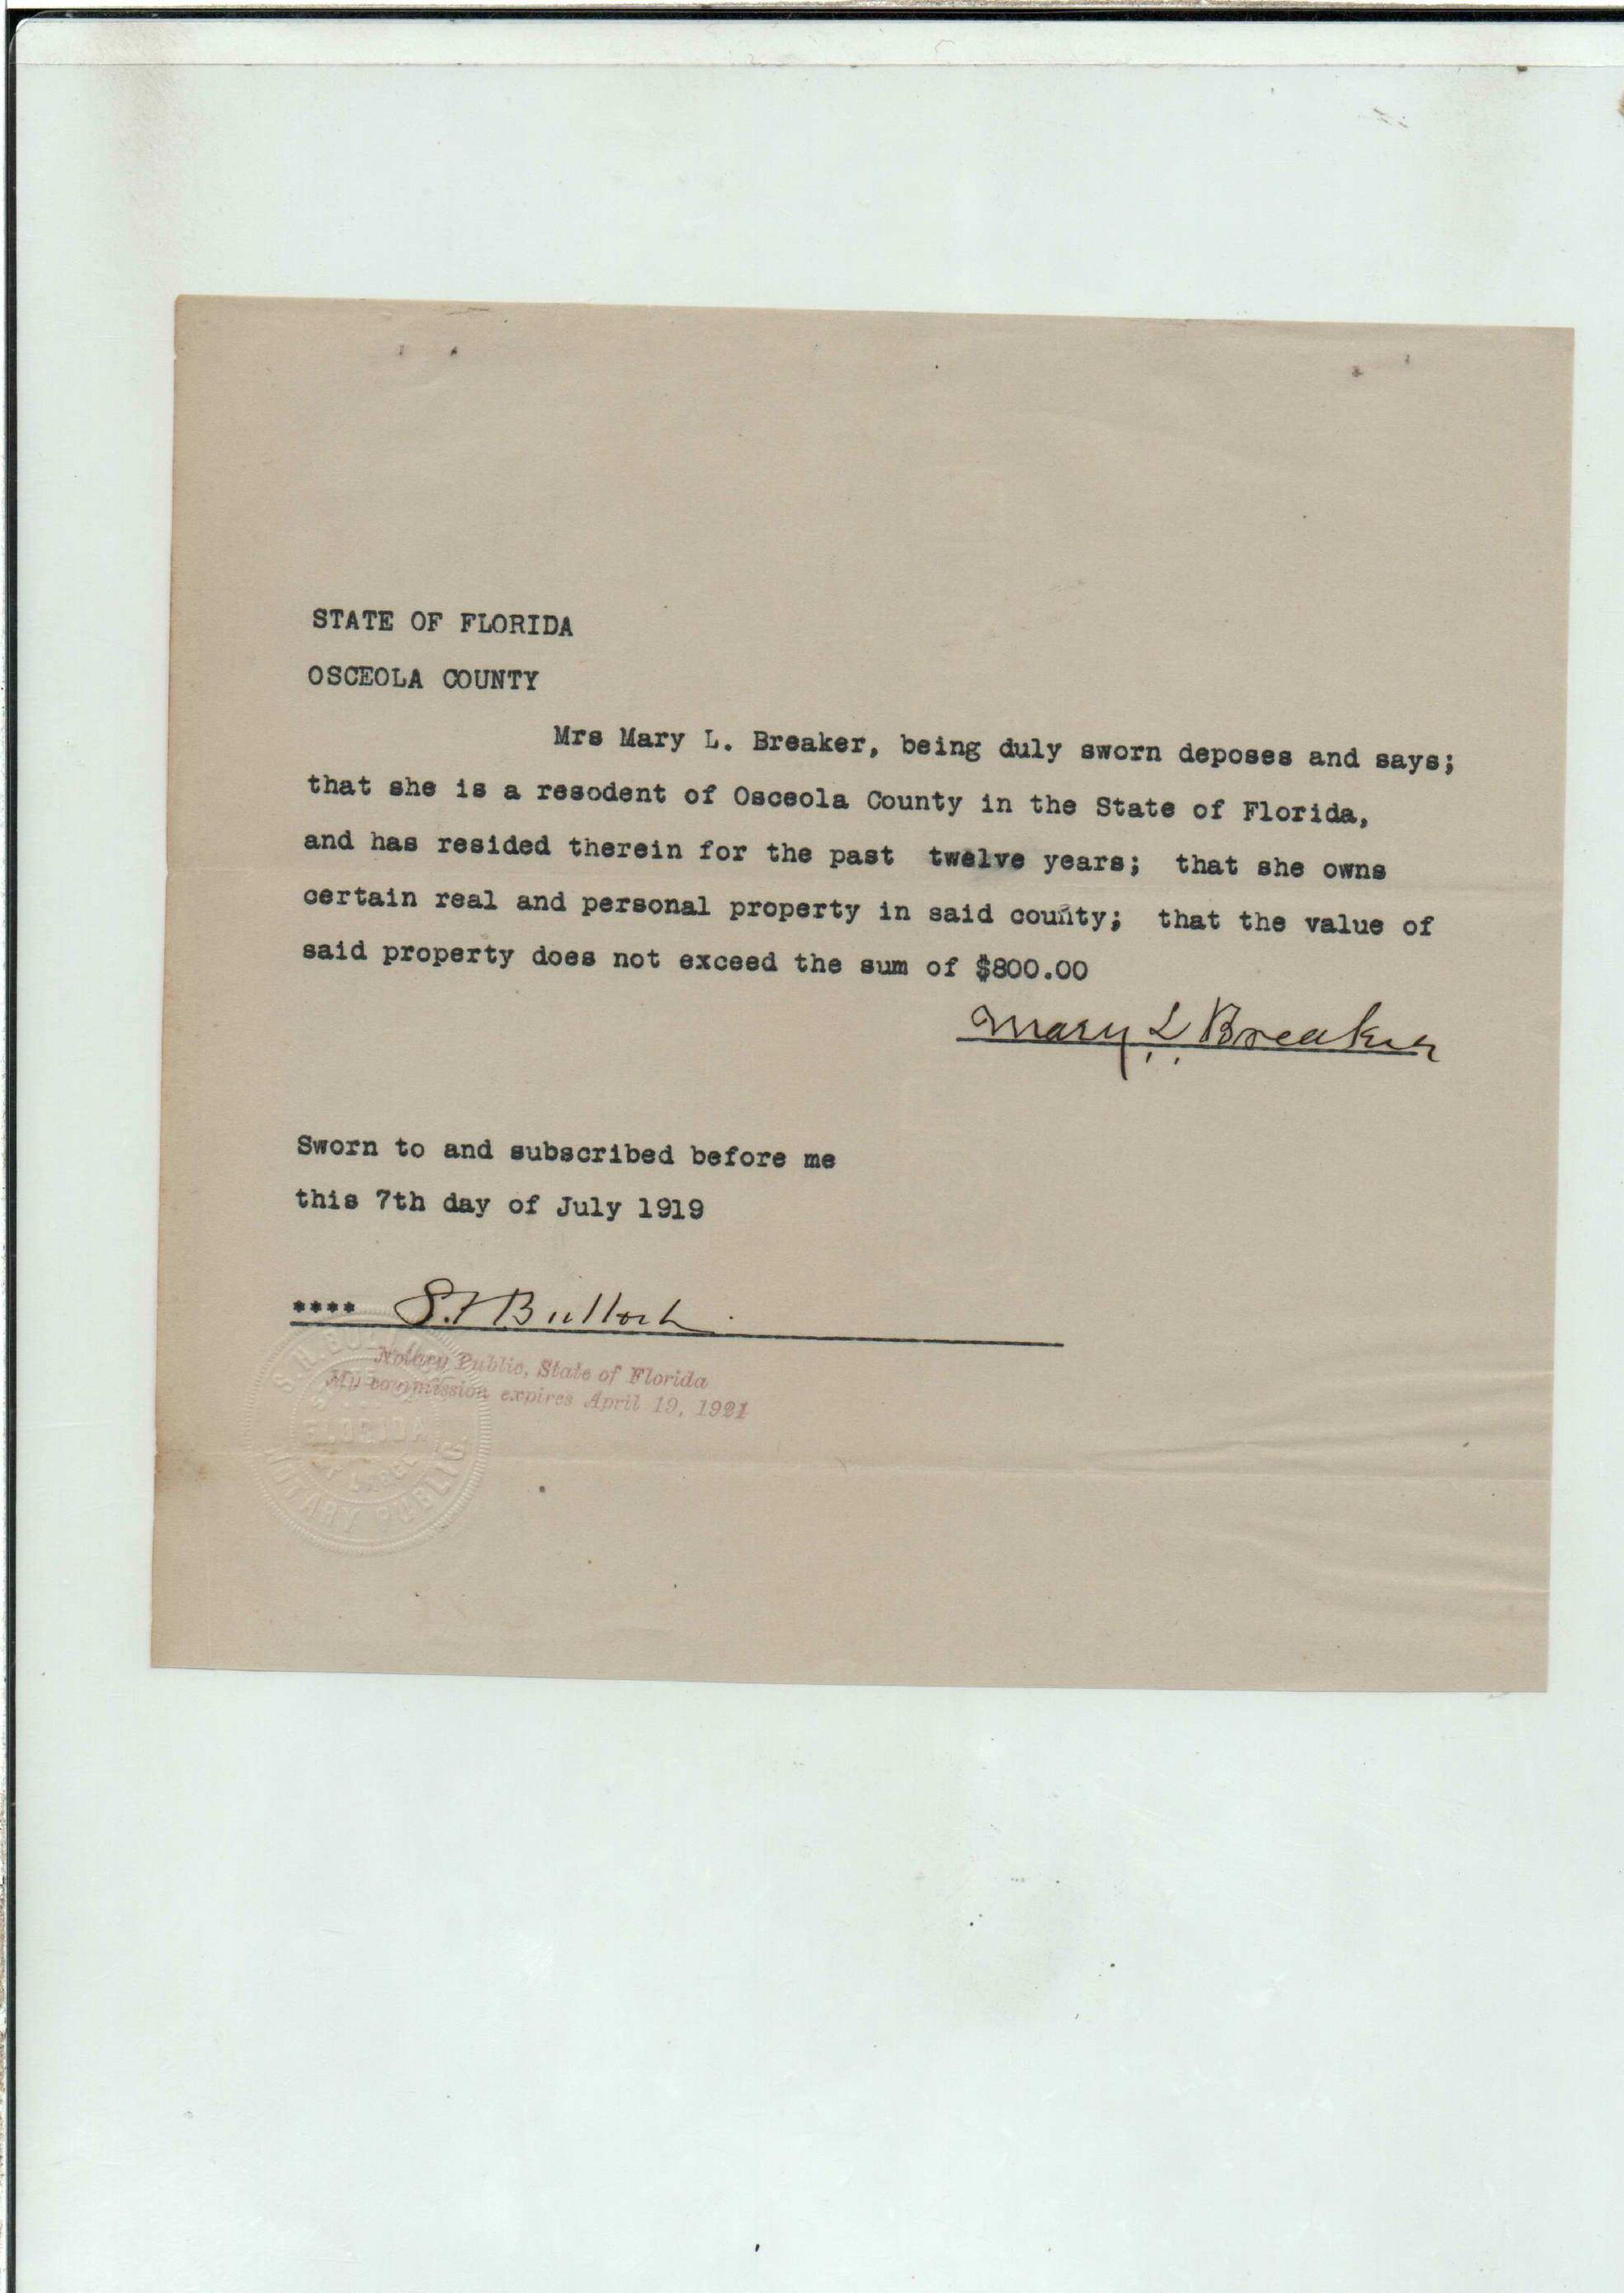 STATE OF FLORIDA
OSCEOLA COUNTY
Mrs Mary L. Breaker, being duly sworn deposes and says;
that she is a resodent of Osceola County in the State of Florida,
and has resided therein for the past twelve years; that she owns
certain real and personal property in said county; that the value of
said property does not exceed the sum of $800.00
Mary L Breaker
Sworn to and subscribed before me
this 7th day of July 1919
**** S. H Bullock
Notary Public, State of Florida
My commission expires April 19, 1921
S. H.
FLORIDA
NOTARY PUBLIC